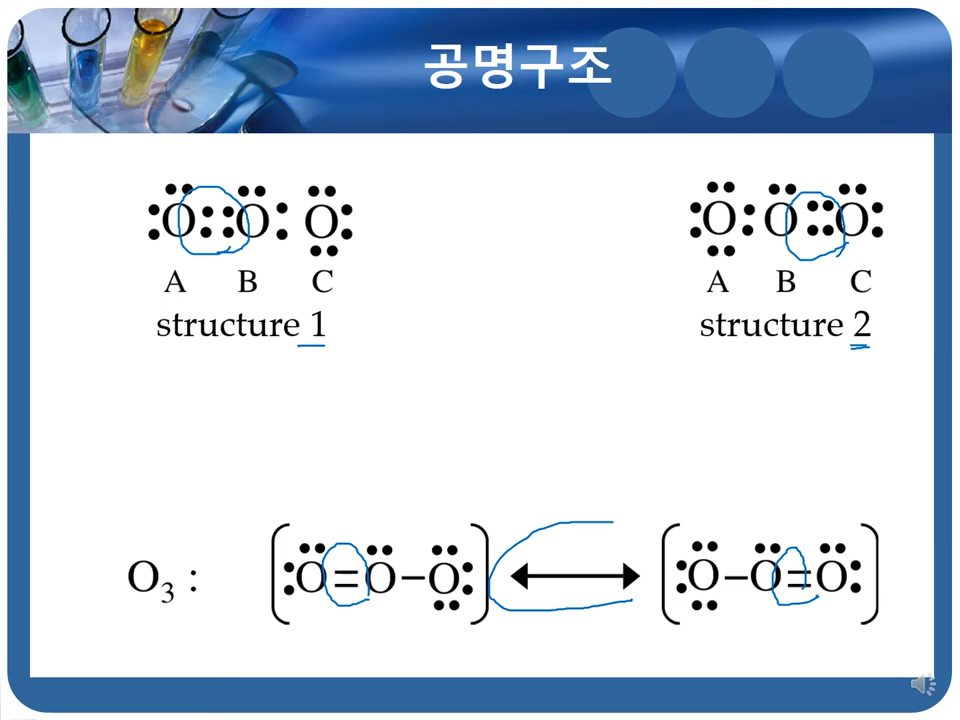 공명구조
:O::O: O:
A B C
structure 1
:O: O::O:
A B C
structure 2
O₃ :
[:O=O–O:]
[:O–O=O:]